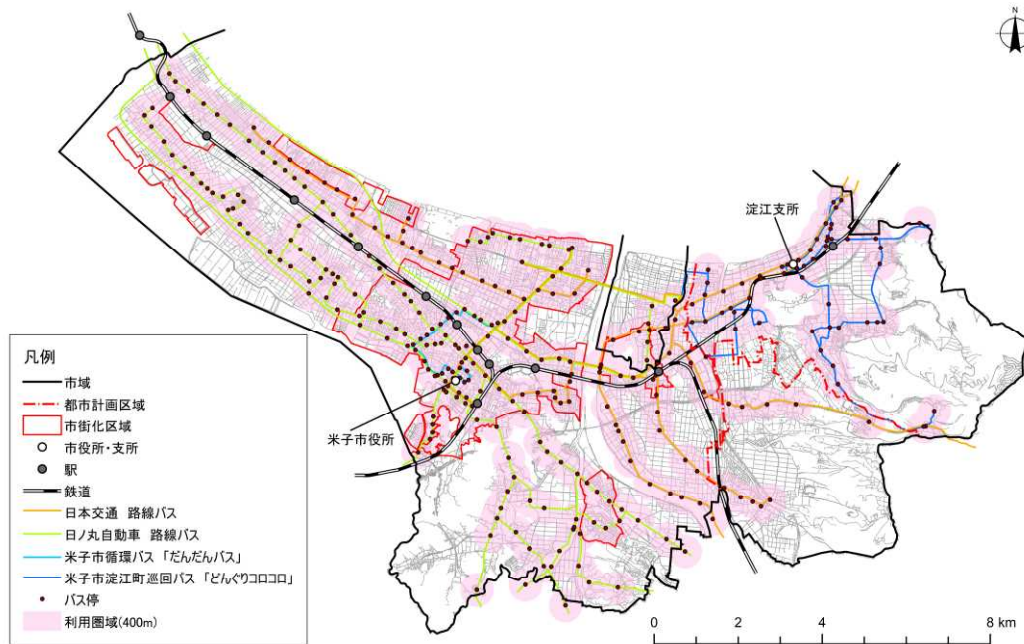 N
淀江支所
米子市役所
凡例
市域
都市計画区域
市街化区域
市役所・支所
駅
鉄道
日本交通 路線バス
日ノ丸自動車 路線バス
米子市循環バス 「だんだんバス」
米子市淀江町巡回バス 「どんぐりコロコロ」
バス停
利用圏域(400m)
0 2 4 6 8 km